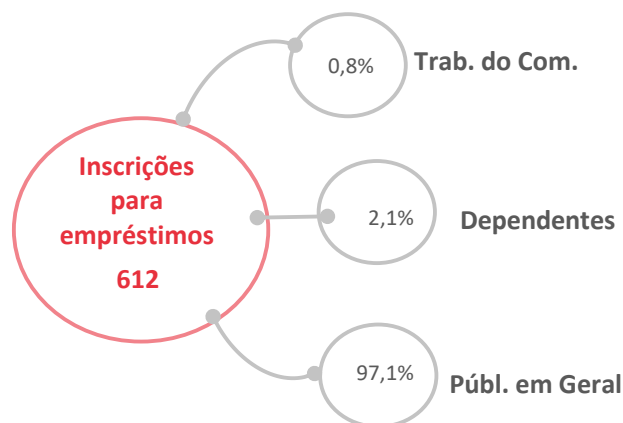 Inscrições
para
empréstimos
612
0,8%
Trab. do Com.
2,1%
Dependentes
97,1%
Públ. em Geral